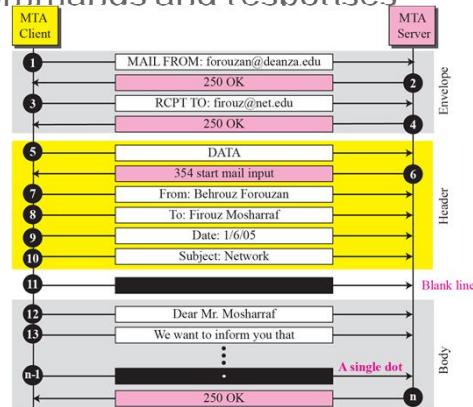 ommands and responses
MTA Client
MTA Server
1 MAIL FROM: forouzan@deanza.edu
250 OK 2
3 RCPT TO: firouz@net.edu
250 OK 4
Envelope
5 DATA
354 start mail input 6
7 From: Behrouz Forouzan
8 To: Firouz Mosharraf
9 Date: 1/6/05
10 Subject: Network
Header
11
Blank line
12 Dear Mr. Mosharraf
13 We want to inform you that
n-1 A single dot
250 OK n
Body